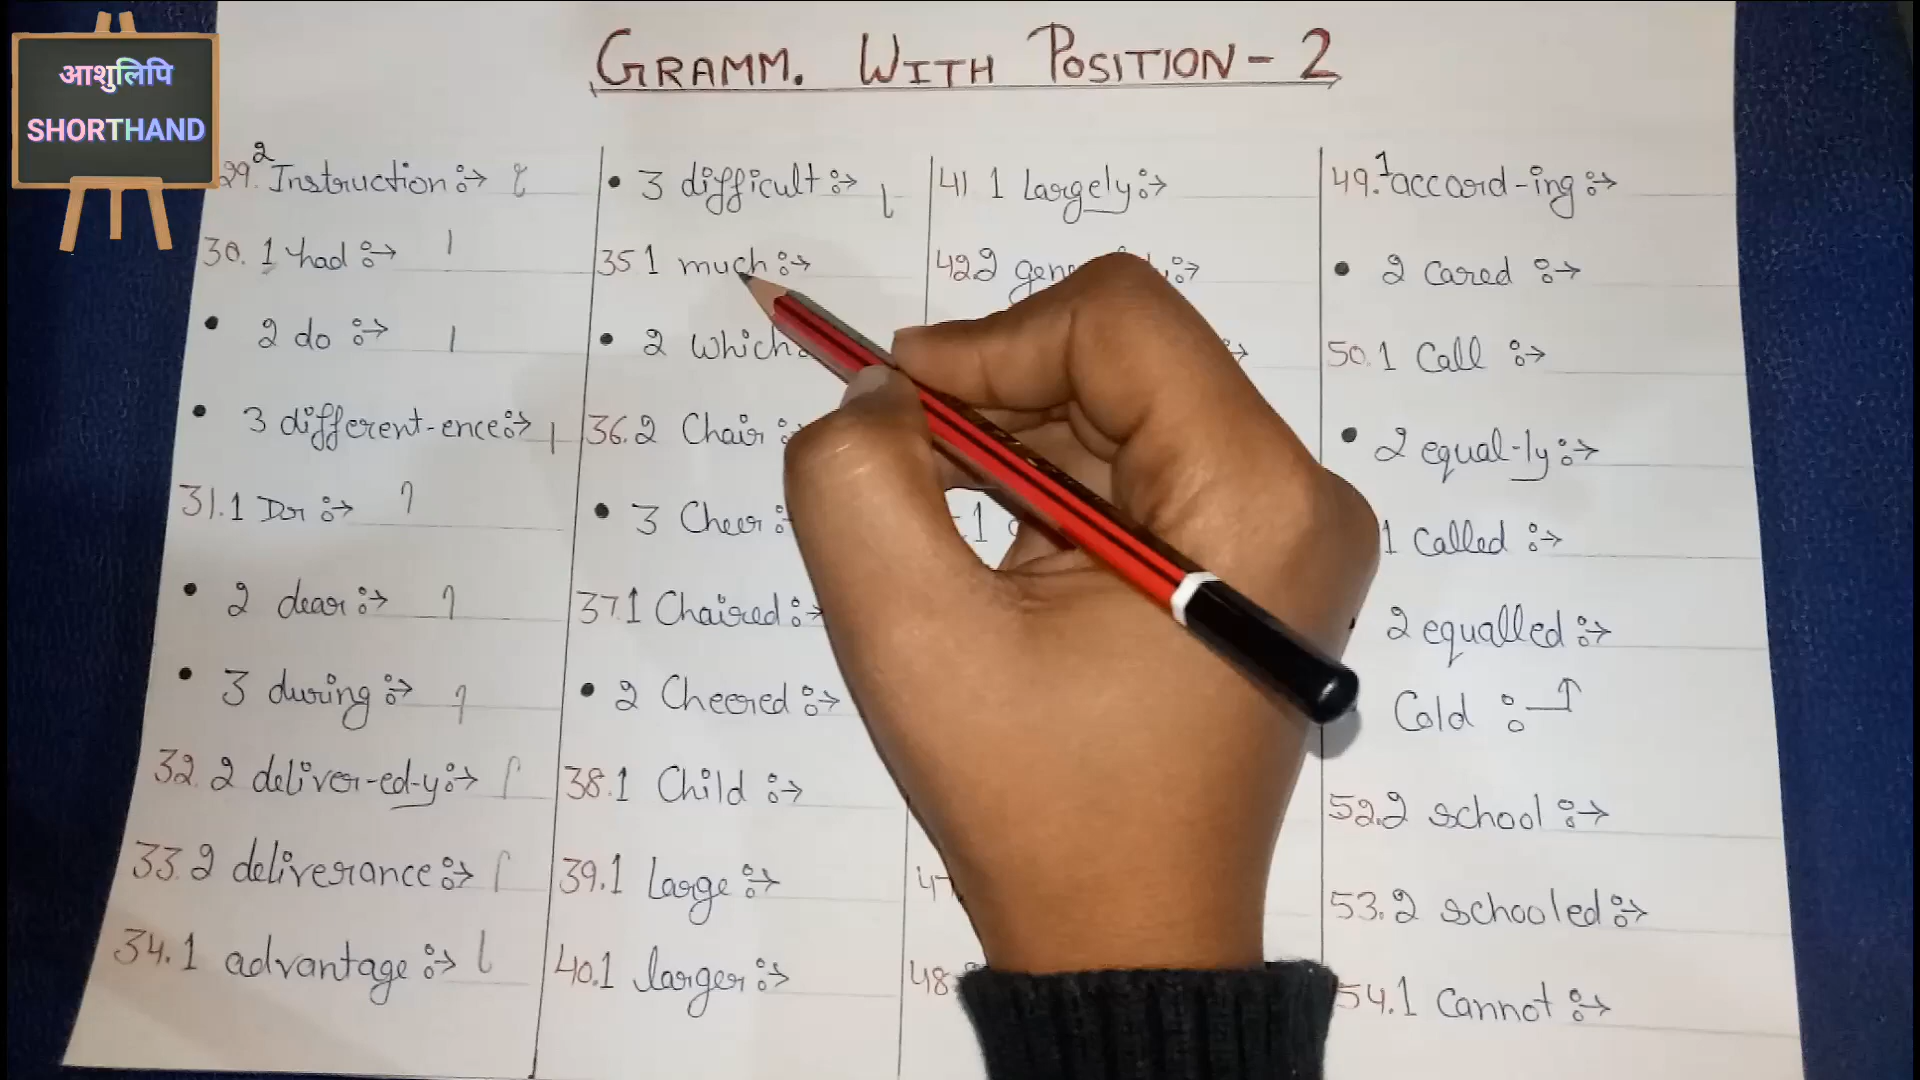 आशुलिपि
SHORTHAND
GRAMM. WITH POSITION - 2
29. 2 Instruction
30. 1 had
• 2 do
• 3 different-ence
31. 1 Dr
• 2 dear
• 3 during
32. 2 deliver-ed-y
33. 2 deliverance
34. 1 advantage
• 3 difficult
35 1 much
• 2 which
36. 2 Chair
• 3 Cheer
37. 1 Chaired
• 2 Cheered
38. 1 Child
39. 1 Large
40. 1 larger
41 1 Largely
42 2
48
49. 1 accord-ing
• 2 Cared
50. 1 Call
• 2 equal-ly
1 Called
2 equalled
Cold
52. 2 school
53. 2 schooled
54. 1 Cannot